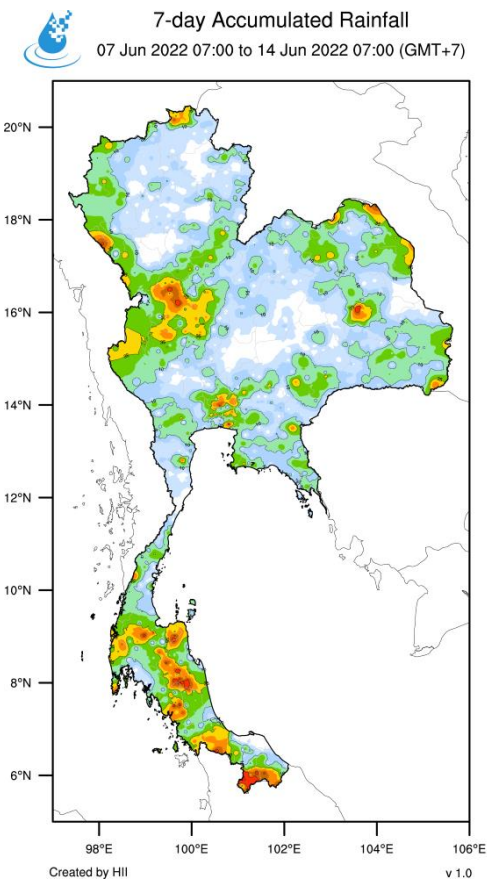 7-day Accumulated Rainfall
07 Jun 2022 07:00 to 14 Jun 2022 07:00 (GMT+7)
20°N
18°N
16°N
14°N
12°N
10°N
8°N
6°N
98°E 100°E 102°E 104°E 106°E
Created by HII v 1.0